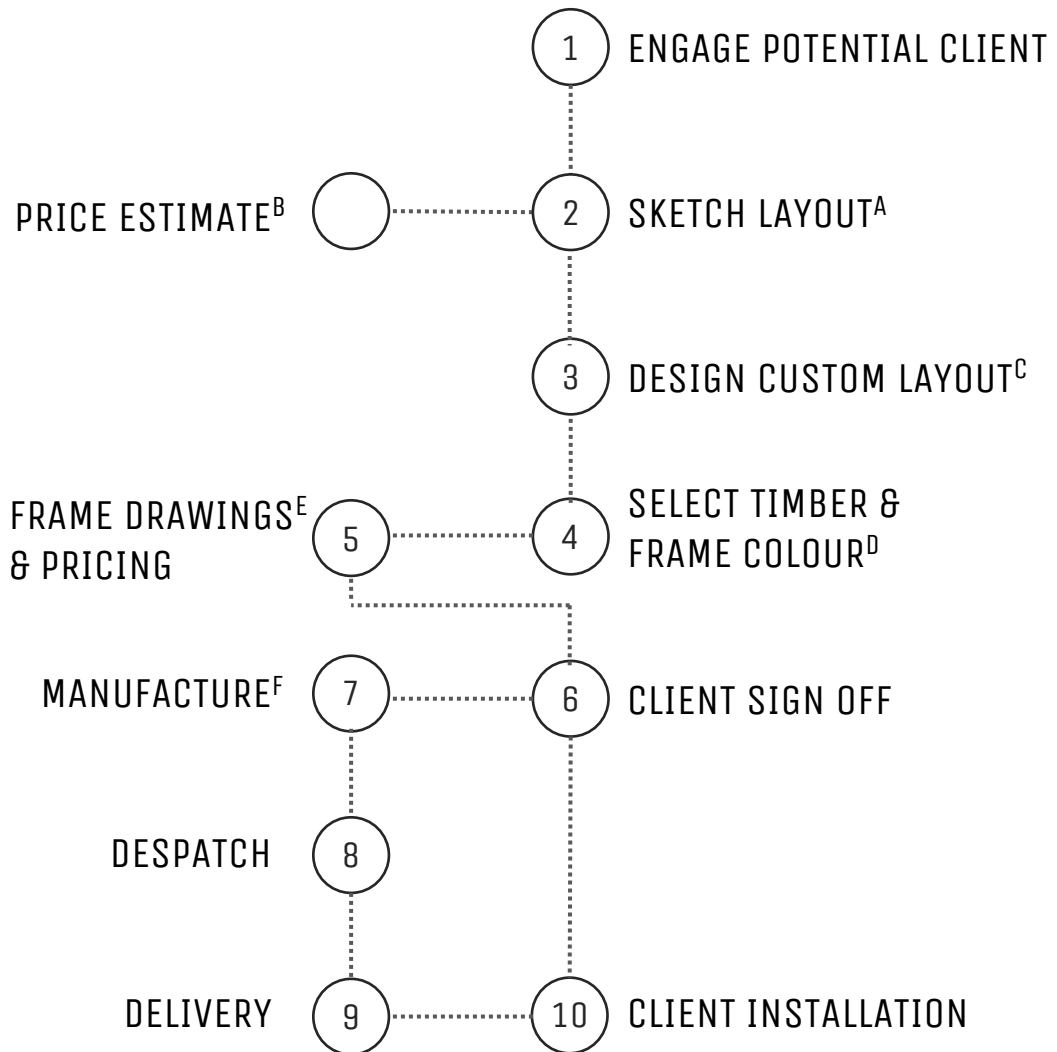 1 ENGAGE POTENTIAL CLIENT
PRICE ESTIMATE^B 2 SKETCH LAYOUT^A
3 DESIGN CUSTOM LAYOUT^C
FRAME DRAWINGS^E
& PRICING
5
4
SELECT TIMBER &
FRAME COLOUR^D
MANUFACTURE^F 7 6 CLIENT SIGN OFF
DESPATCH 8
DELIVERY 9 10 CLIENT INSTALLATION